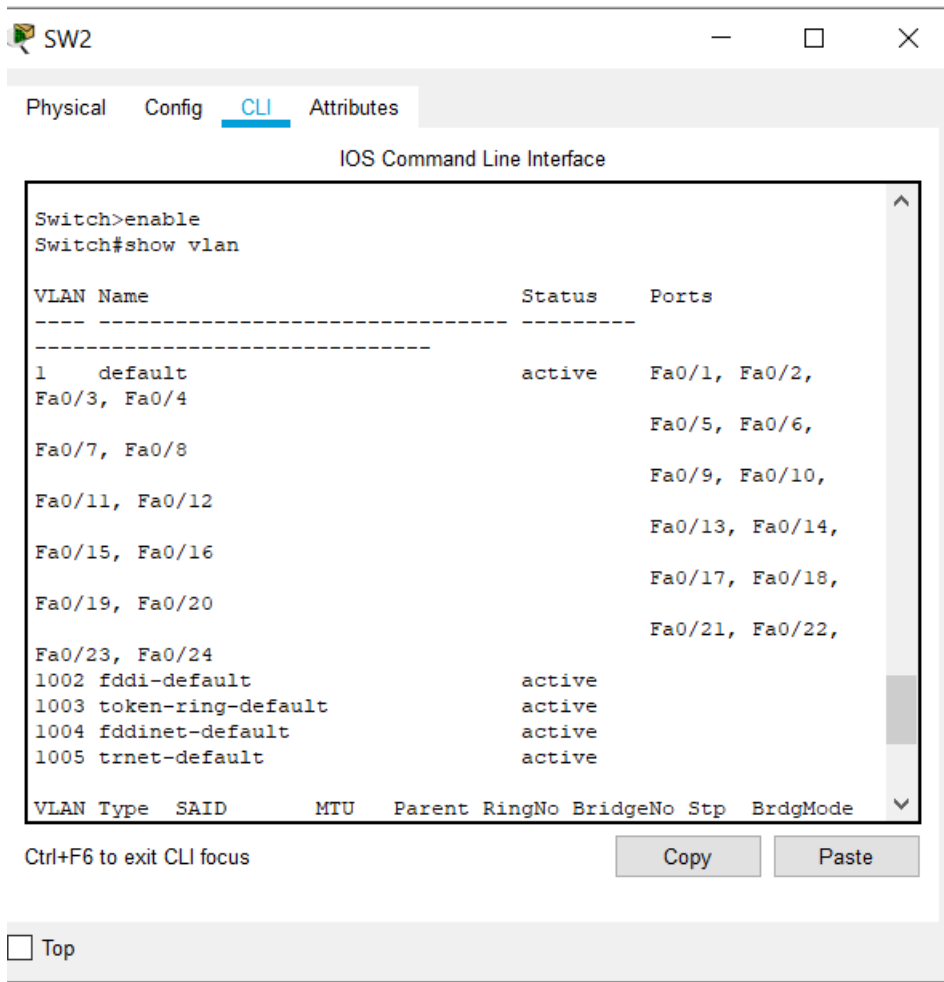 SW2
Physical Config CLI Attributes
IOS Command Line Interface
Switch>enable
Switch#show vlan
VLAN Name                             Status    Ports
---- -------------------------------- ---------
-------------------------------
1    default                          active    Fa0/1, Fa0/2,
Fa0/3, Fa0/4
                                                Fa0/5, Fa0/6,
Fa0/7, Fa0/8
                                                Fa0/9, Fa0/10,
Fa0/11, Fa0/12
                                                Fa0/13, Fa0/14,
Fa0/15, Fa0/16
                                                Fa0/17, Fa0/18,
Fa0/19, Fa0/20
                                                Fa0/21, Fa0/22,
Fa0/23, Fa0/24
1002 fddi-default                     active
1003 token-ring-default               active
1004 fddinet-default                  active
1005 trnet-default                    active
VLAN Type  SAID       MTU   Parent RingNo BridgeNo Stp  BrdgMode
Ctrl+F6 to exit CLI focus
Copy Paste
Top